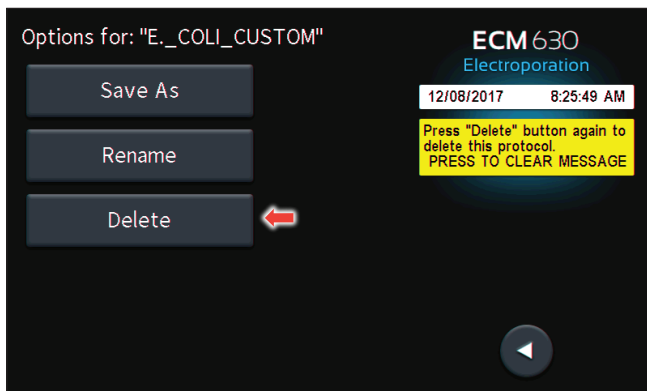 Options for: "E._COLI_CUSTOM"
Save As
Rename
Delete
ECM 630
Electroporation
12/08/2017 8:25:49 AM
Press "Delete" button again to
delete this protocol.
PRESS TO CLEAR MESSAGE